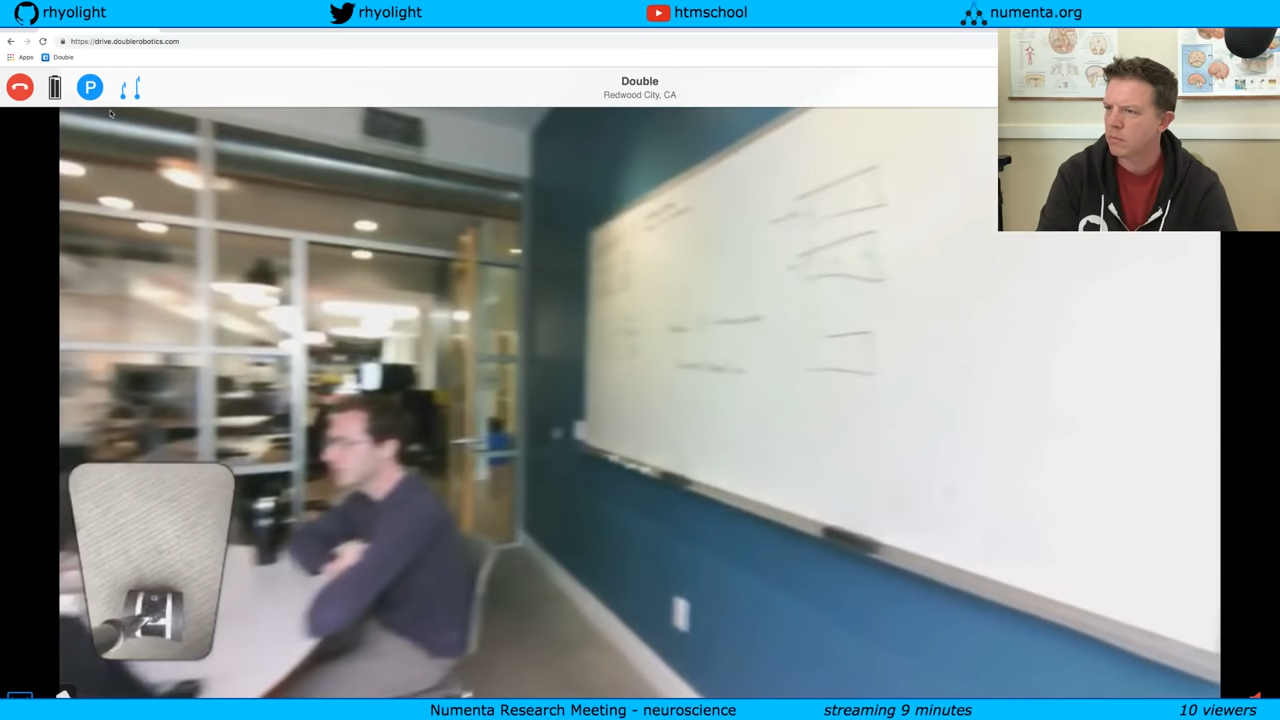 rhyolight rhyolight htmschool numenta.org
https://drive.doublerobotics.com
Apps Double
P
Double
Redwood City, CA
Numenta Research Meeting - neuroscience streaming 9 minutes 10 viewers